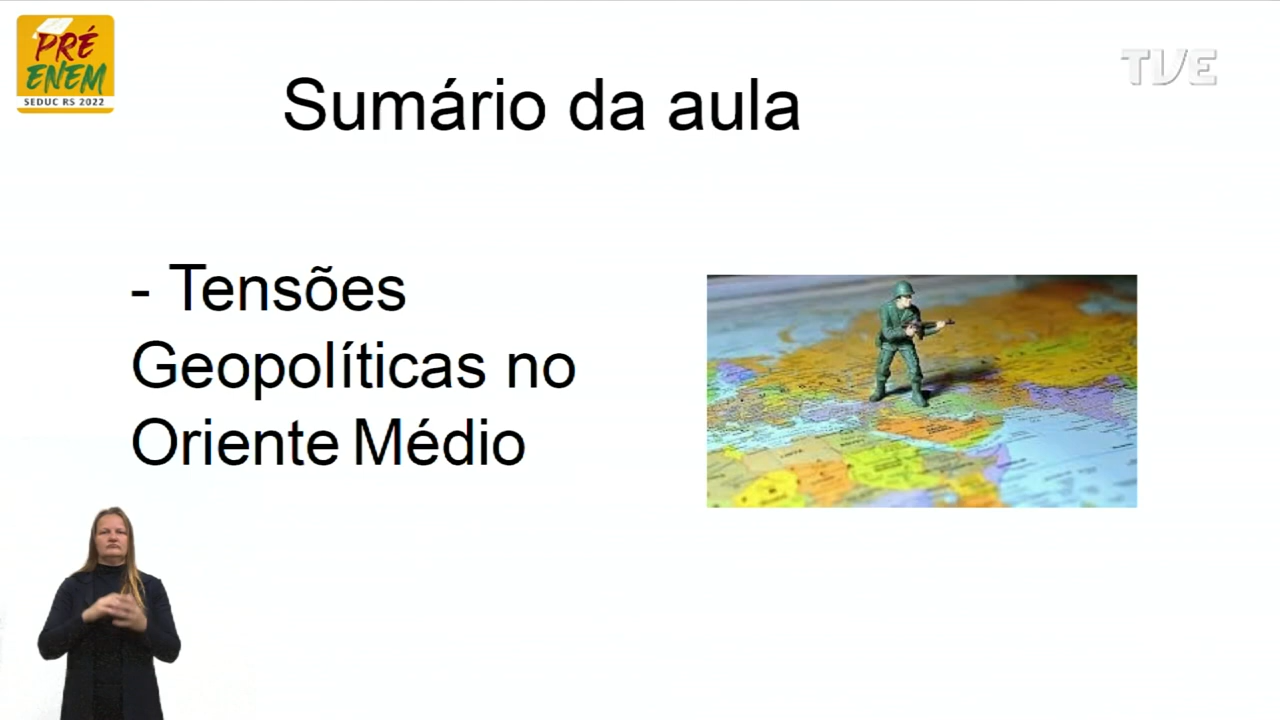 PRÉ
ENEM
SEDUC RS 2022
TVE
Sumário da aula
- Tensões
Geopolíticas no
Oriente Médio